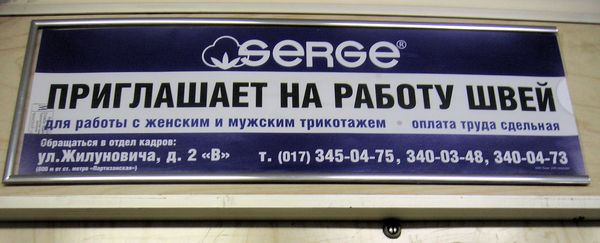 SERGE®
ПРИГЛАШАЕТ НА РАБОТУ ШВЕЙ
для работы с женским и мужским трикотажем • оплата труда сдельная
Обращаться в отдел кадров:
ул.Жилуновича, д. 2 «В» т. (017) 345-04-75, 340-03-48, 340-04-73
(800 м от ст. метро «Партизанская»)